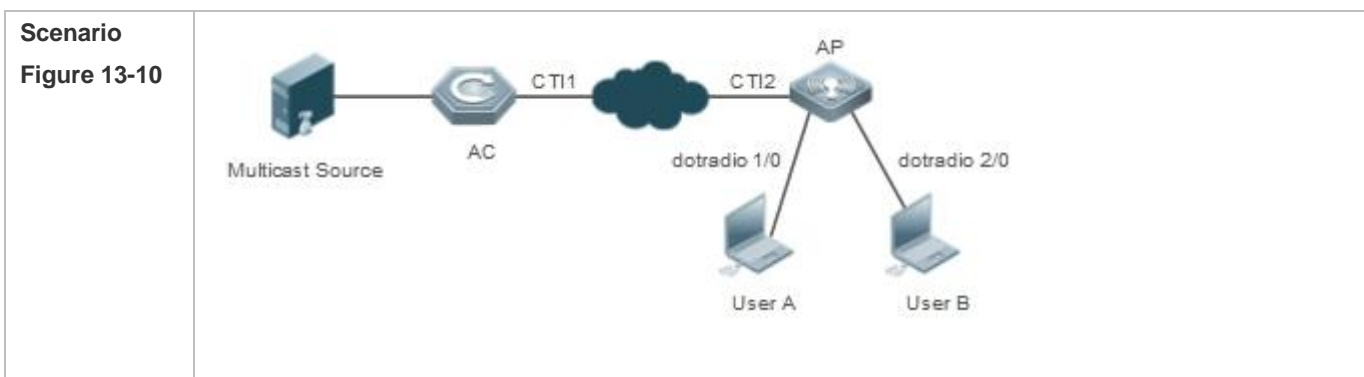 Scenario
Figure 13-10
AP
CTI1
CTI2
AC
Multicast Source
dotradio 1/0
dotradio 2/0
User A
User B